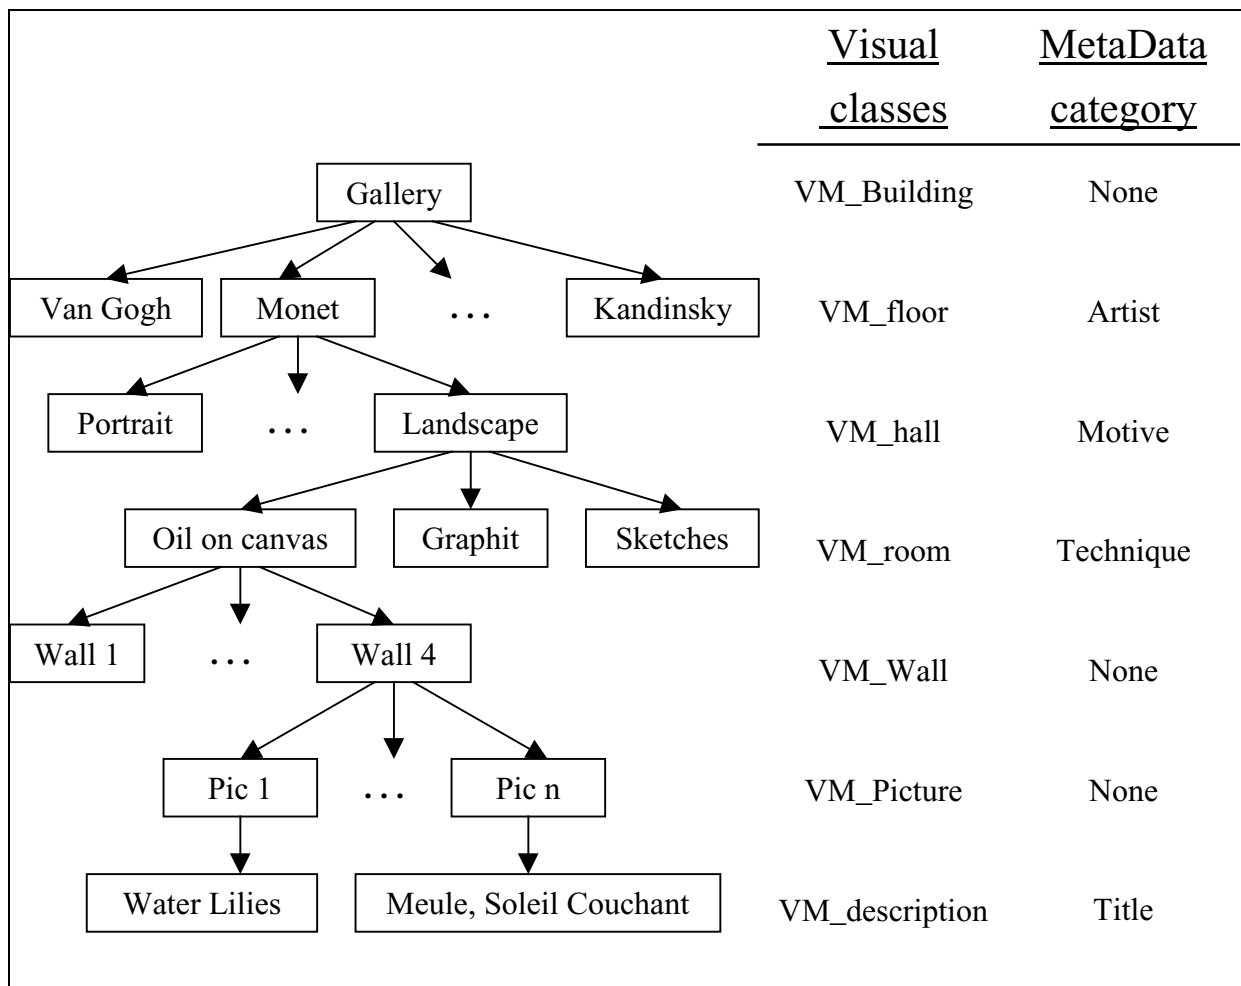 Visual MetaData
classes category
Gallery VM_Building None
Van Gogh Monet ... Kandinsky VM_floor Artist
Portrait ... Landscape VM_hall Motive
Oil on canvas Graphit Sketches VM_room Technique
Wall 1 ... Wall 4 VM_Wall None
Pic 1 ... Pic n VM_Picture None
Water Lilies Meule, Soleil Couchant VM_description Title